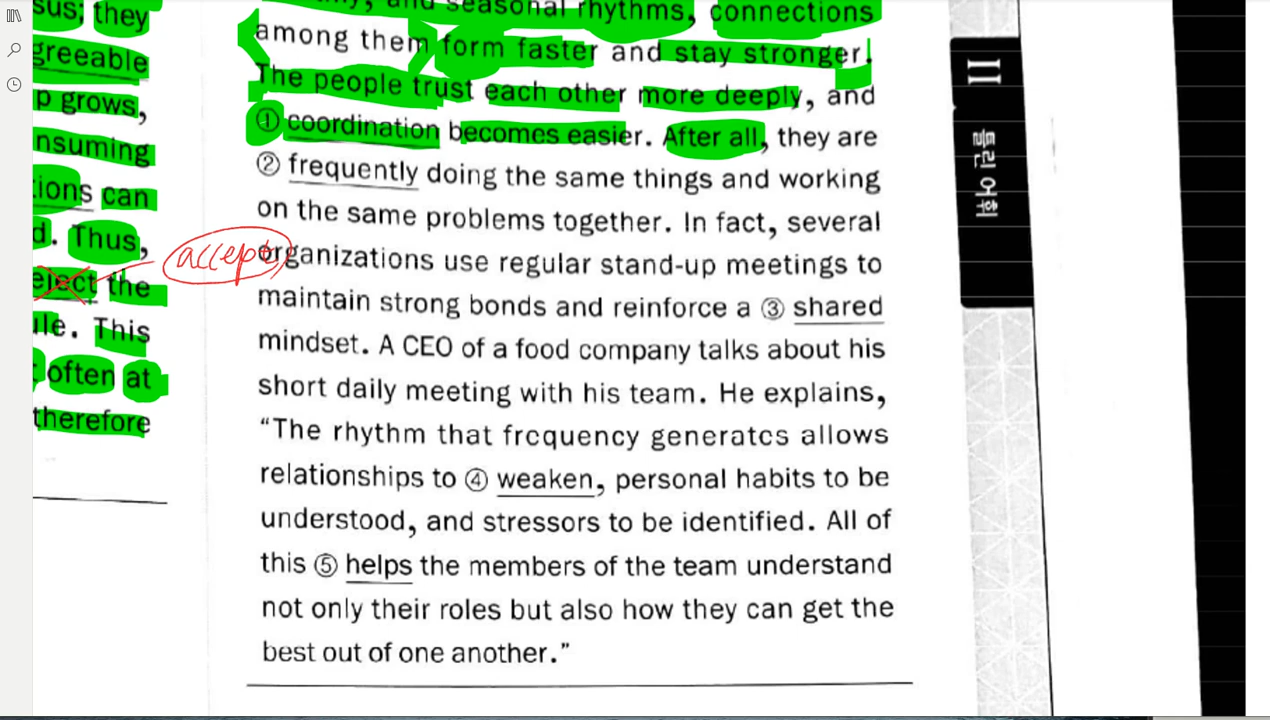 sus; they
greeable
p grows,
nsuming
tions can
d. Thus,
eject the
ule. This
often at
therefore
accept
and seasonal rhythms, connections
among them form faster and stay stronger.
The people trust each other more deeply, and
① coordination becomes easier. After all, they are
② frequently doing the same things and working
on the same problems together. In fact, several
organizations use regular stand-up meetings to
maintain strong bonds and reinforce a ③ shared
mindset. A CEO of a food company talks about his
short daily meeting with his team. He explains,
“The rhythm that frequency generates allows
relationships to ④ weaken, personal habits to be
understood, and stressors to be identified. All of
this ⑤ helps the members of the team understand
not only their roles but also how they can get the
best out of one another.”
II
틀린 어휘